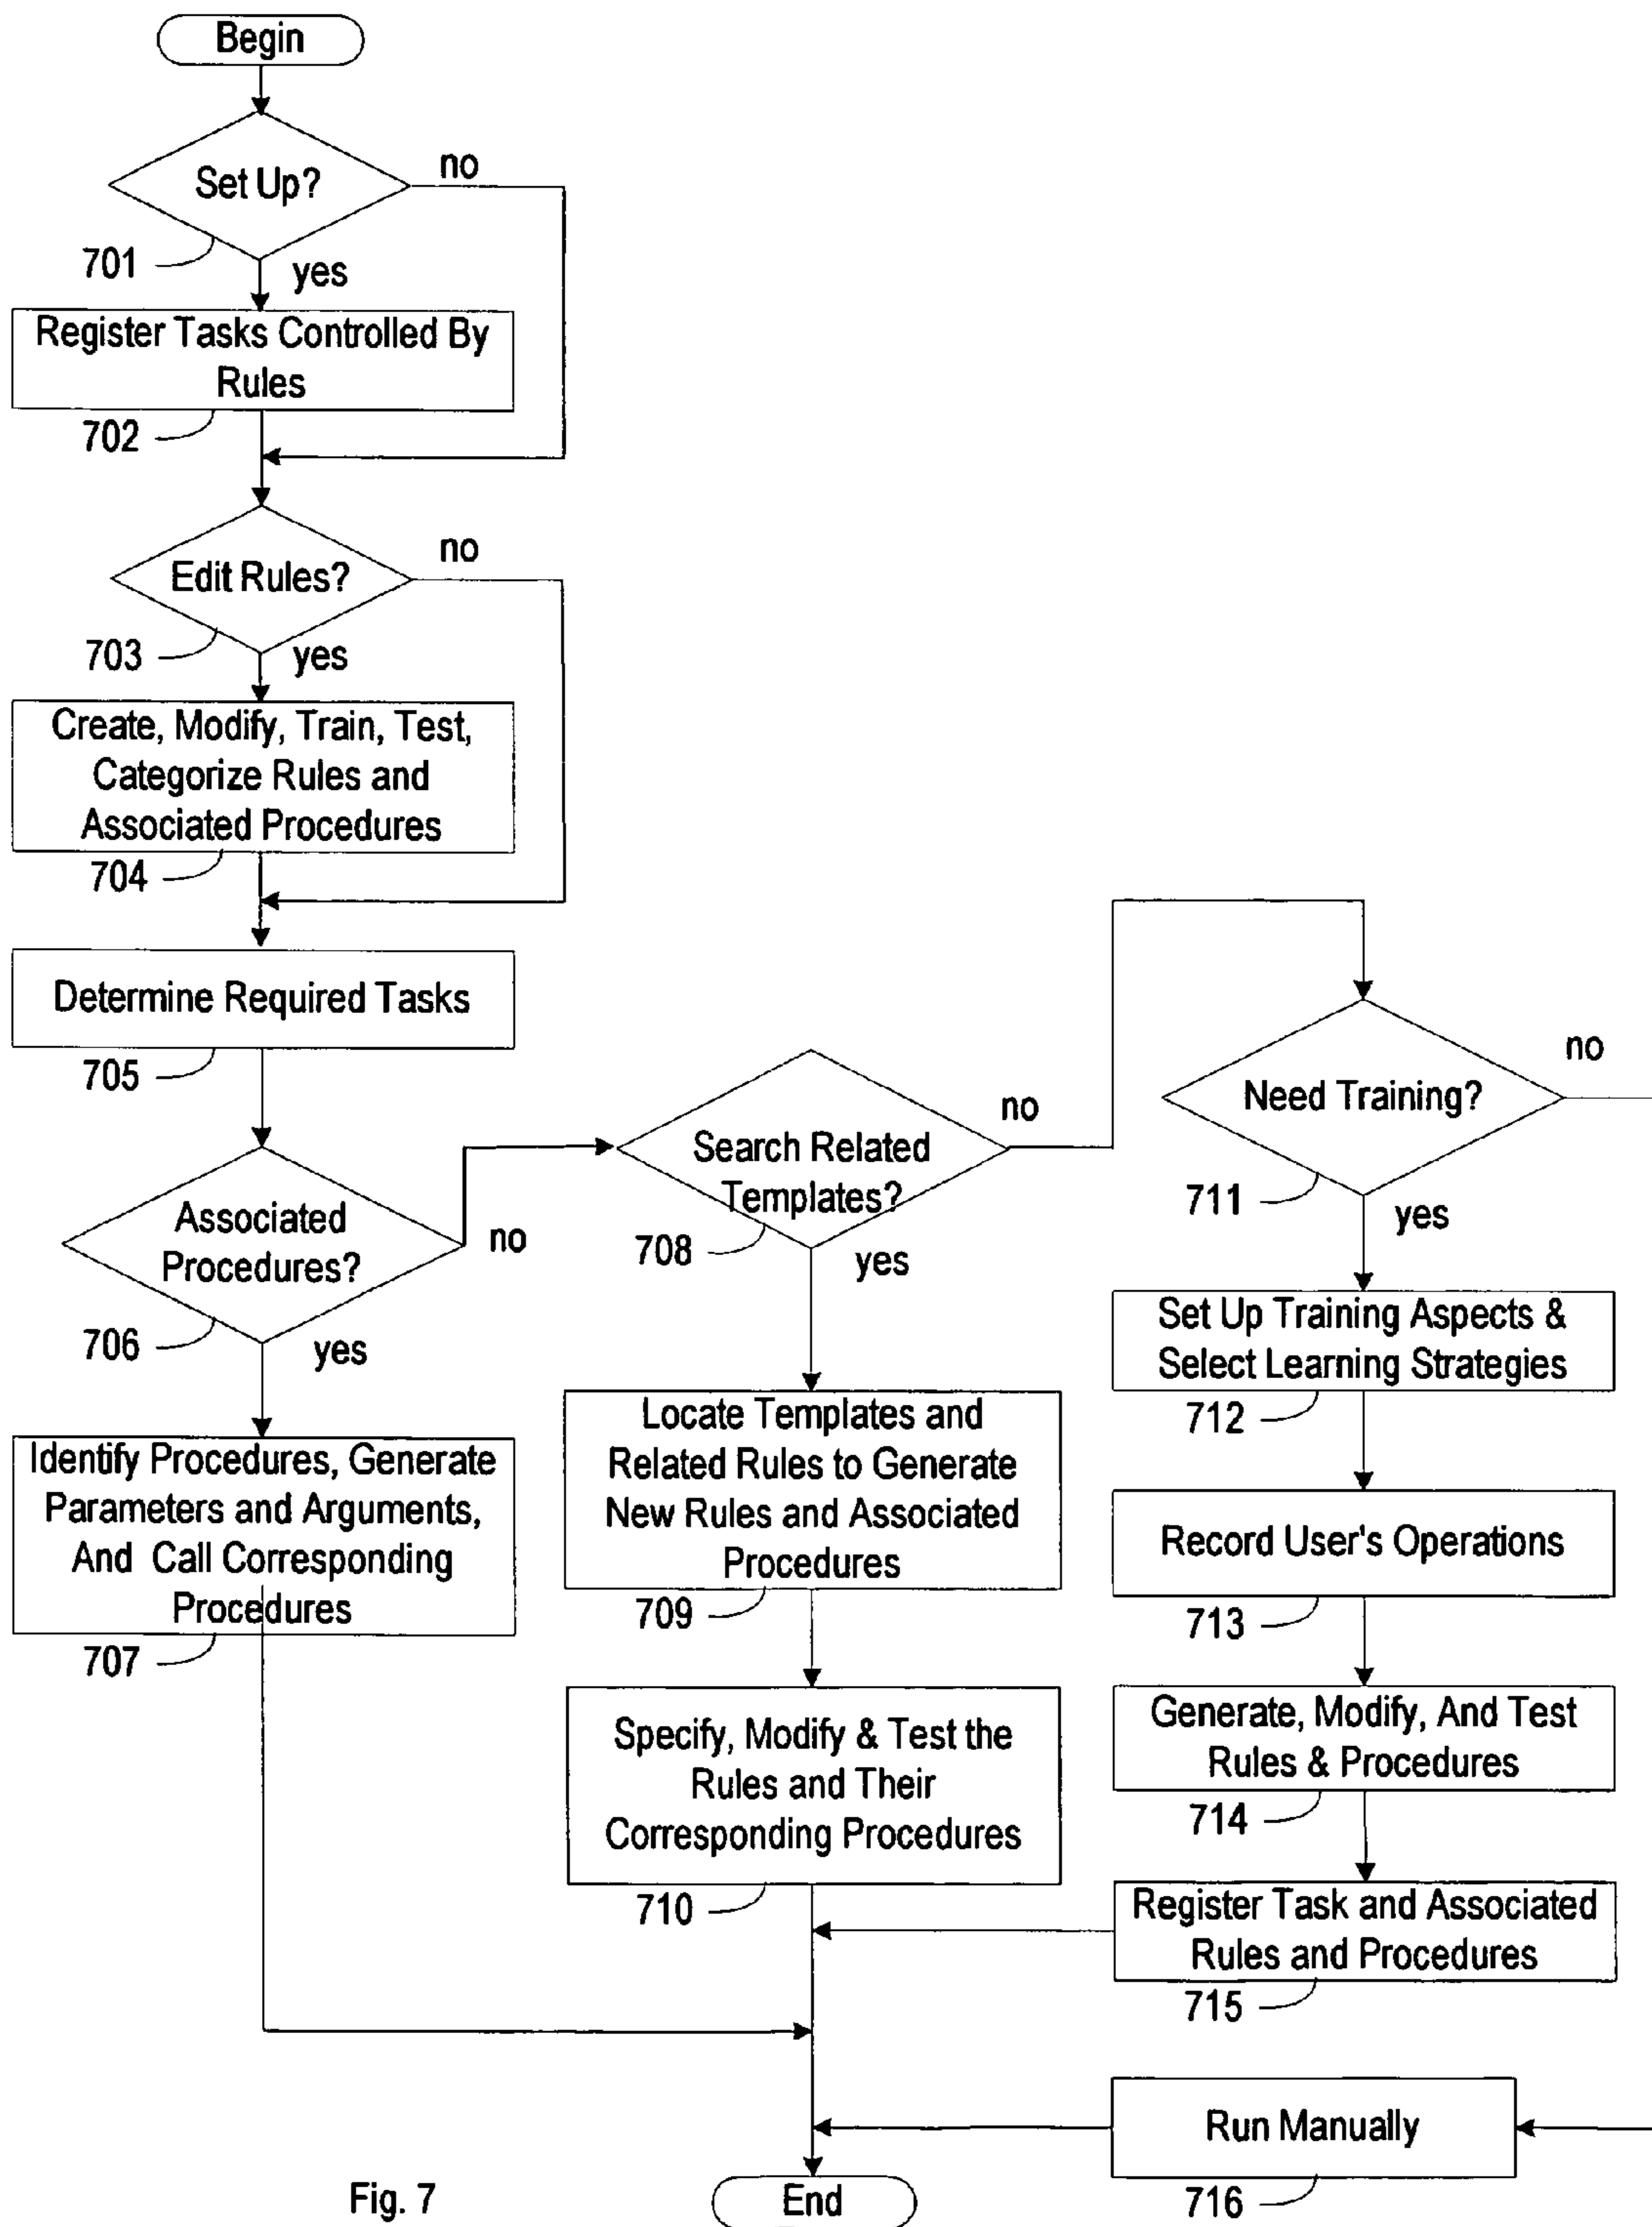 Begin
Set Up?
no
701
yes
Register Tasks Controlled By
Rules
702
Edit Rules?
no
703
yes
Create, Modify, Train, Test,
Categorize Rules and
Associated Procedures
704
Determine Required Tasks
705
Associated
Procedures?
no
706
yes
Identify Procedures, Generate
Parameters and Arguments,
And Call Corresponding
Procedures
707
Search Related
Templates?
no
708
yes
Locate Templates and
Related Rules to Generate
New Rules and Associated
Procedures
709
Specify, Modify & Test the
Rules and Their
Corresponding Procedures
710
Need Training?
no
711
yes
Set Up Training Aspects &
Select Learning Strategies
712
Record User's Operations
713
Generate, Modify, And Test
Rules & Procedures
714
Register Task and Associated
Rules and Procedures
715
Run Manually
716
End
Fig. 7